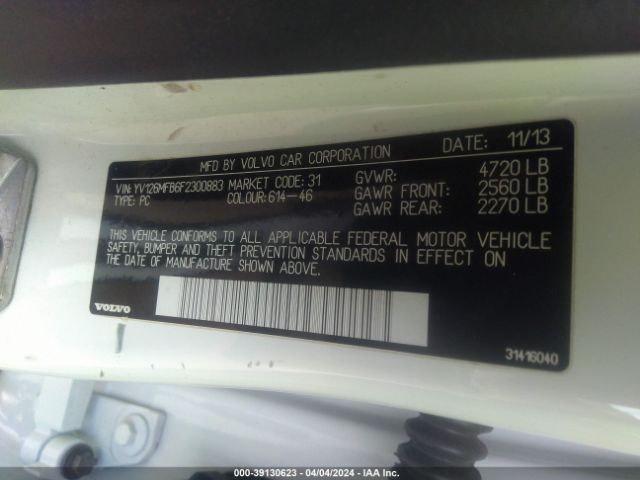 MFD BY VOLVO CAR CORPORATION DATE: 11/13
VIN: YV126MFB6F2300883 MARKET CODE: 31 GVWR: 4720 LB
TYPE: PC COLOUR: 614-46 GAWR FRONT: 2560 LB
GAWR REAR: 2270 LB
THIS VEHICLE CONFORMS TO ALL APPLICABLE FEDERAL MOTOR VEHICLE
SAFETY, BUMPER AND THEFT PREVENTION STANDARDS IN EFFECT ON
THE DATE OF MANUFACTURE SHOWN ABOVE.
VOLVO
31416040
000-39130623 - 04/04/2024 - IAA Inc.